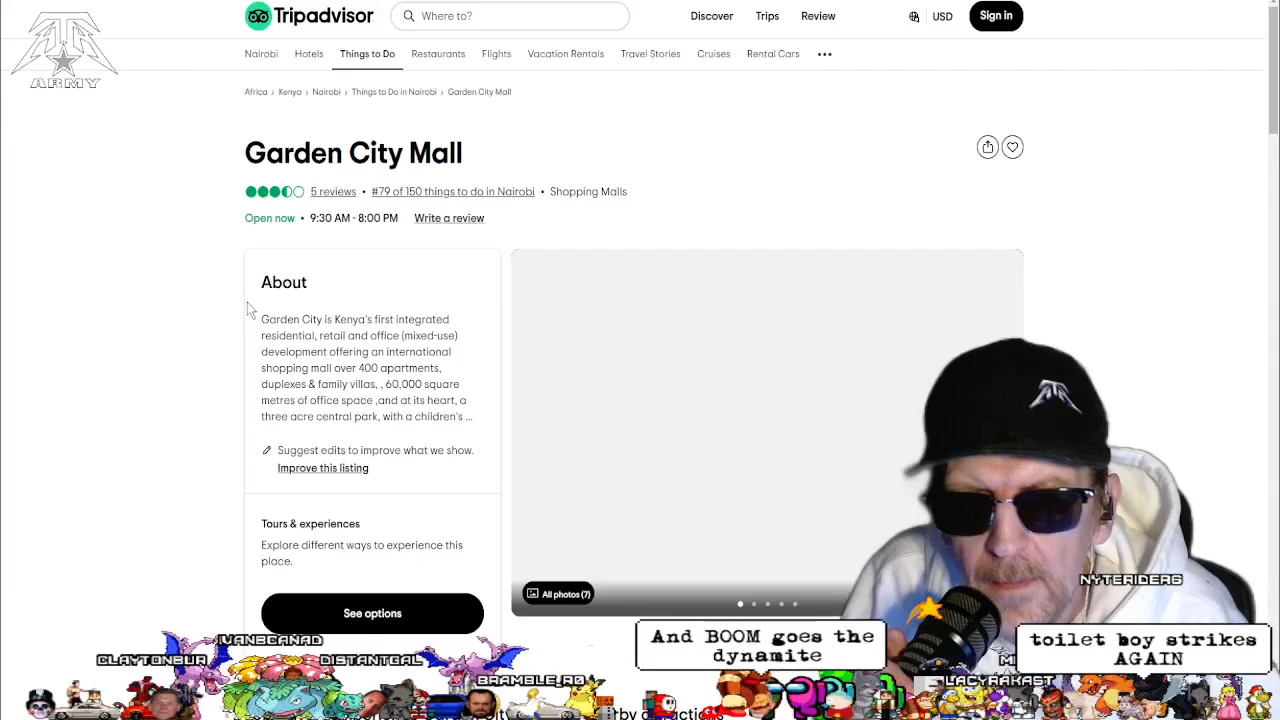 ATR
ARMY
Tripadvisor
Where to?
Discover
Trips
Review
USD
Sign in
Nairobi
Hotels
Things to Do
Restaurants
Flights
Vacation Rentals
Travel Stories
Cruises
Rental Cars
Africa › Kenya › Nairobi › Things to Do in Nairobi › Garden City Mall
Garden City Mall
5 reviews • #79 of 150 things to do in Nairobi • Shopping Malls
Open now • 9:30 AM - 8:00 PM Write a review
About
Garden City is Kenya's first integrated
residential, retail and office (mixed-use)
development offering an international
shopping mall over 400 apartments,
duplexes & family villas, , 60,000 square
metres of office space ,and at its heart, a
three acre central park, with a children's ...
Suggest edits to improve what we show.
Improve this listing
Tours & experiences
Explore different ways to experience this
place.
See options
All photos (7)
NYTERIDER6
And BOOM goes the
dynamite
toilet boy strikes
AGAIN
IVANBCANAD
CLAYTONBUR
DISTANTGAL
BRAMBLE_R0
LACYRAKAST